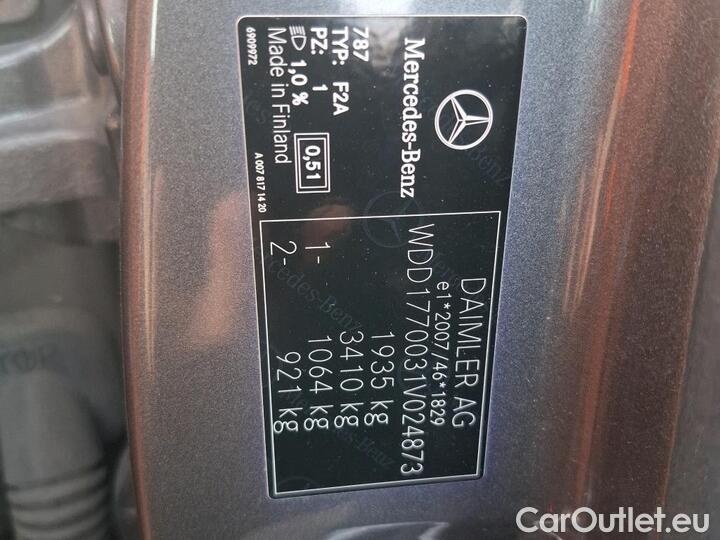 DAIMLER AG
e1*2007/46*1829
WDD1770031V024873
1935 kg
3410 kg
1- 1064 kg
2- 921 kg
Mercedes-Benz
787
TYP: F2A
PZ: 1
1,0 % 0,51
Made in Finland
6909972
A 007 817 14 20
CarOutlet.eu